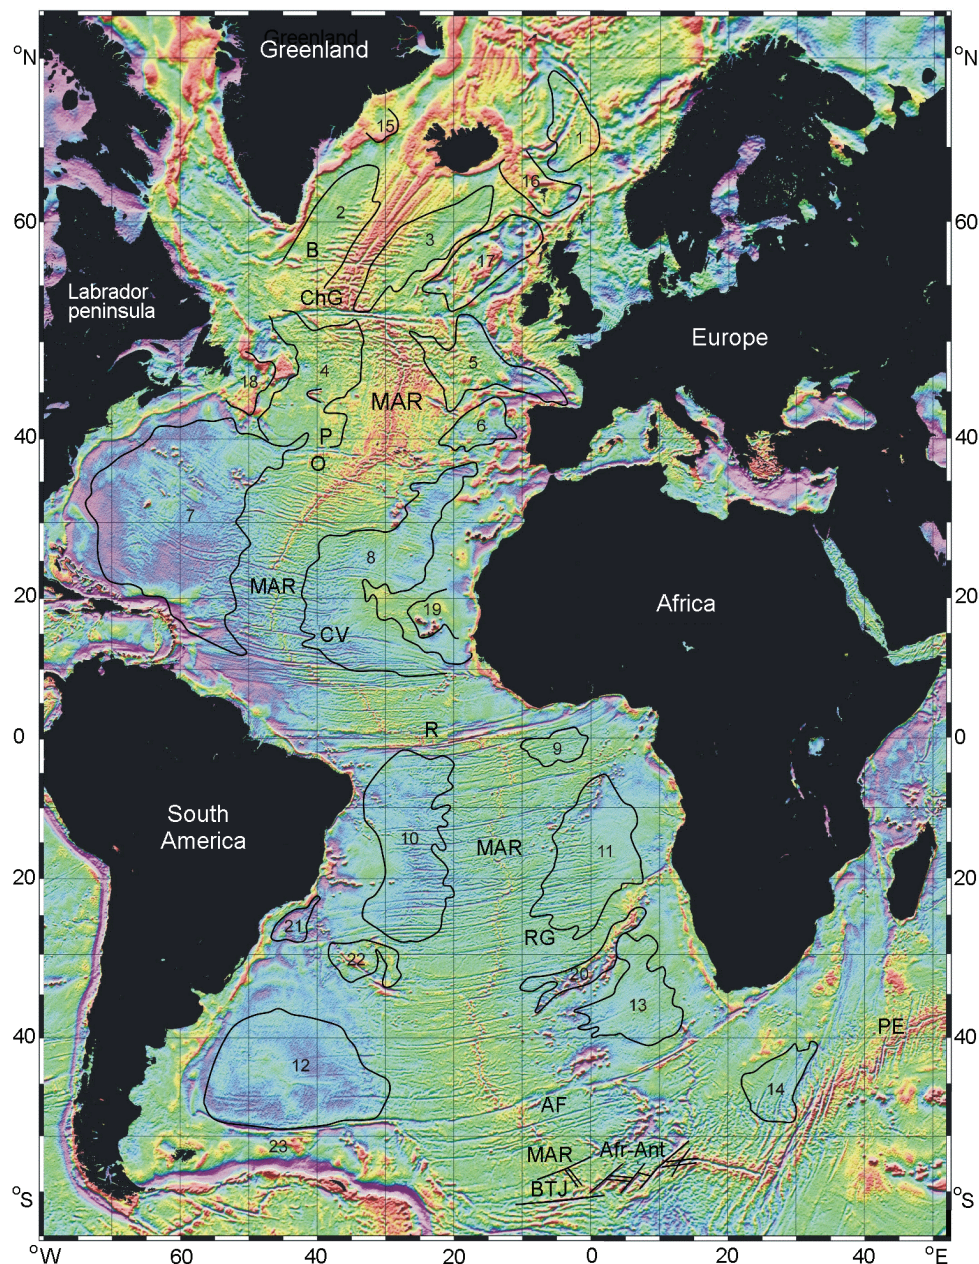 Greenland
Greenland
°N
°N
15
1
16
2
60
60
3
B
17
ChG
Labrador
peninsula
Europe
18
4
5
MAR
6
40
P
40
O
7
8
MAR
20
19
Africa
20
CV
R
0
9
0
South
America
10
MAR
11
20
20
21
RG
22
20
13
PE
40
40
12
14
AF
23
MAR
Afr-Ant
BTJ
°S
°S
°W
60
40
20
0
20
40
°E